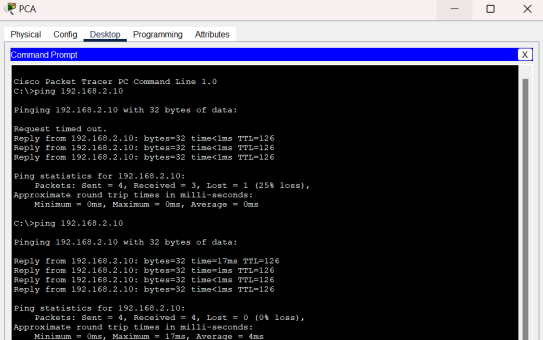 PCA
Physical Config Desktop Programming Attributes
Command Prompt X
Cisco Packet Tracer PC Command Line 1.0
C:\>ping 192.168.2.10
Pinging 192.168.2.10 with 32 bytes of data:
Request timed out.
Reply from 192.168.2.10: bytes=32 time<1ms TTL=126
Reply from 192.168.2.10: bytes=32 time<1ms TTL=126
Reply from 192.168.2.10: bytes=32 time<1ms TTL=126
Ping statistics for 192.168.2.10:
Packets: Sent = 4, Received = 3, Lost = 1 (25% loss),
Approximate round trip times in milli-seconds:
Minimum = 0ms, Maximum = 0ms, Average = 0ms
C:\>ping 192.168.2.10
Pinging 192.168.2.10 with 32 bytes of data:
Reply from 192.168.2.10: bytes=32 time=17ms TTL=126
Reply from 192.168.2.10: bytes=32 time=1ms TTL=126
Reply from 192.168.2.10: bytes=32 time<1ms TTL=126
Reply from 192.168.2.10: bytes=32 time<1ms TTL=126
Ping statistics for 192.168.2.10:
Packets: Sent = 4, Received = 4, Lost = 0 (0% loss),
Approximate round trip times in milli-seconds:
Minimum = 0ms, Maximum = 17ms, Average = 4ms